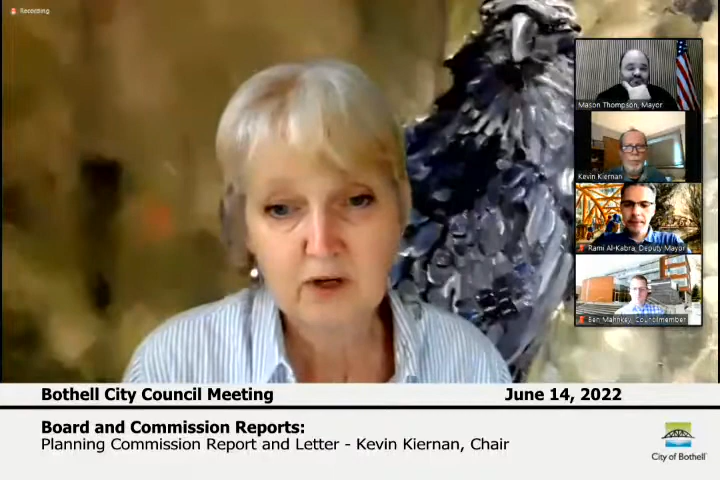 Recording
Mason Thompson, Mayor
Kevin Kiernan
Rami Al-Kabra, Deputy Mayor
Ben Mahnkey, Councilmember
Bothell City Council Meeting
June 14, 2022
Board and Commission Reports:
Planning Commission Report and Letter - Kevin Kiernan, Chair
City of Bothell